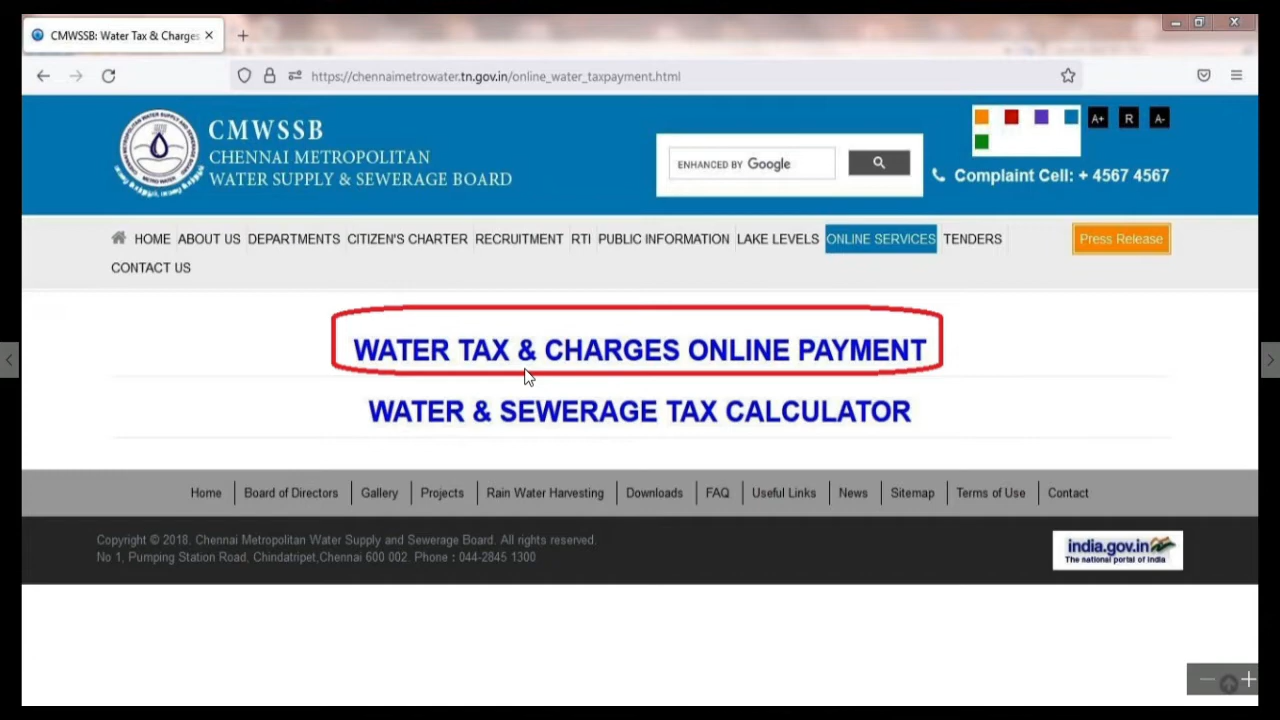 CMWSSB: Water Tax & Charges
https://chennaimetrowater.tn.gov.in/online_water_taxpayment.html
CMWSSB
CHENNAI METROPOLITAN
WATER SUPPLY & SEWERAGE BOARD
ENHANCED BY Google
A+ R A-
Complaint Cell: + 4567 4567
HOME ABOUT US DEPARTMENTS CITIZEN'S CHARTER RECRUITMENT RTI PUBLIC INFORMATION LAKE LEVELS ONLINE SERVICES TENDERS
Press Release
CONTACT US
WATER TAX & CHARGES ONLINE PAYMENT
WATER & SEWERAGE TAX CALCULATOR
Home Board of Directors Gallery Projects Rain Water Harvesting Downloads FAQ Useful Links News Sitemap Terms of Use Contact
Copyright © 2018. Chennai Metropolitan Water Supply and Sewerage Board. All rights reserved.
No 1, Pumping Station Road, Chindatripet,Chennai 600 002. Phone : 044-2845 1300
india.gov.in
The national portal of India